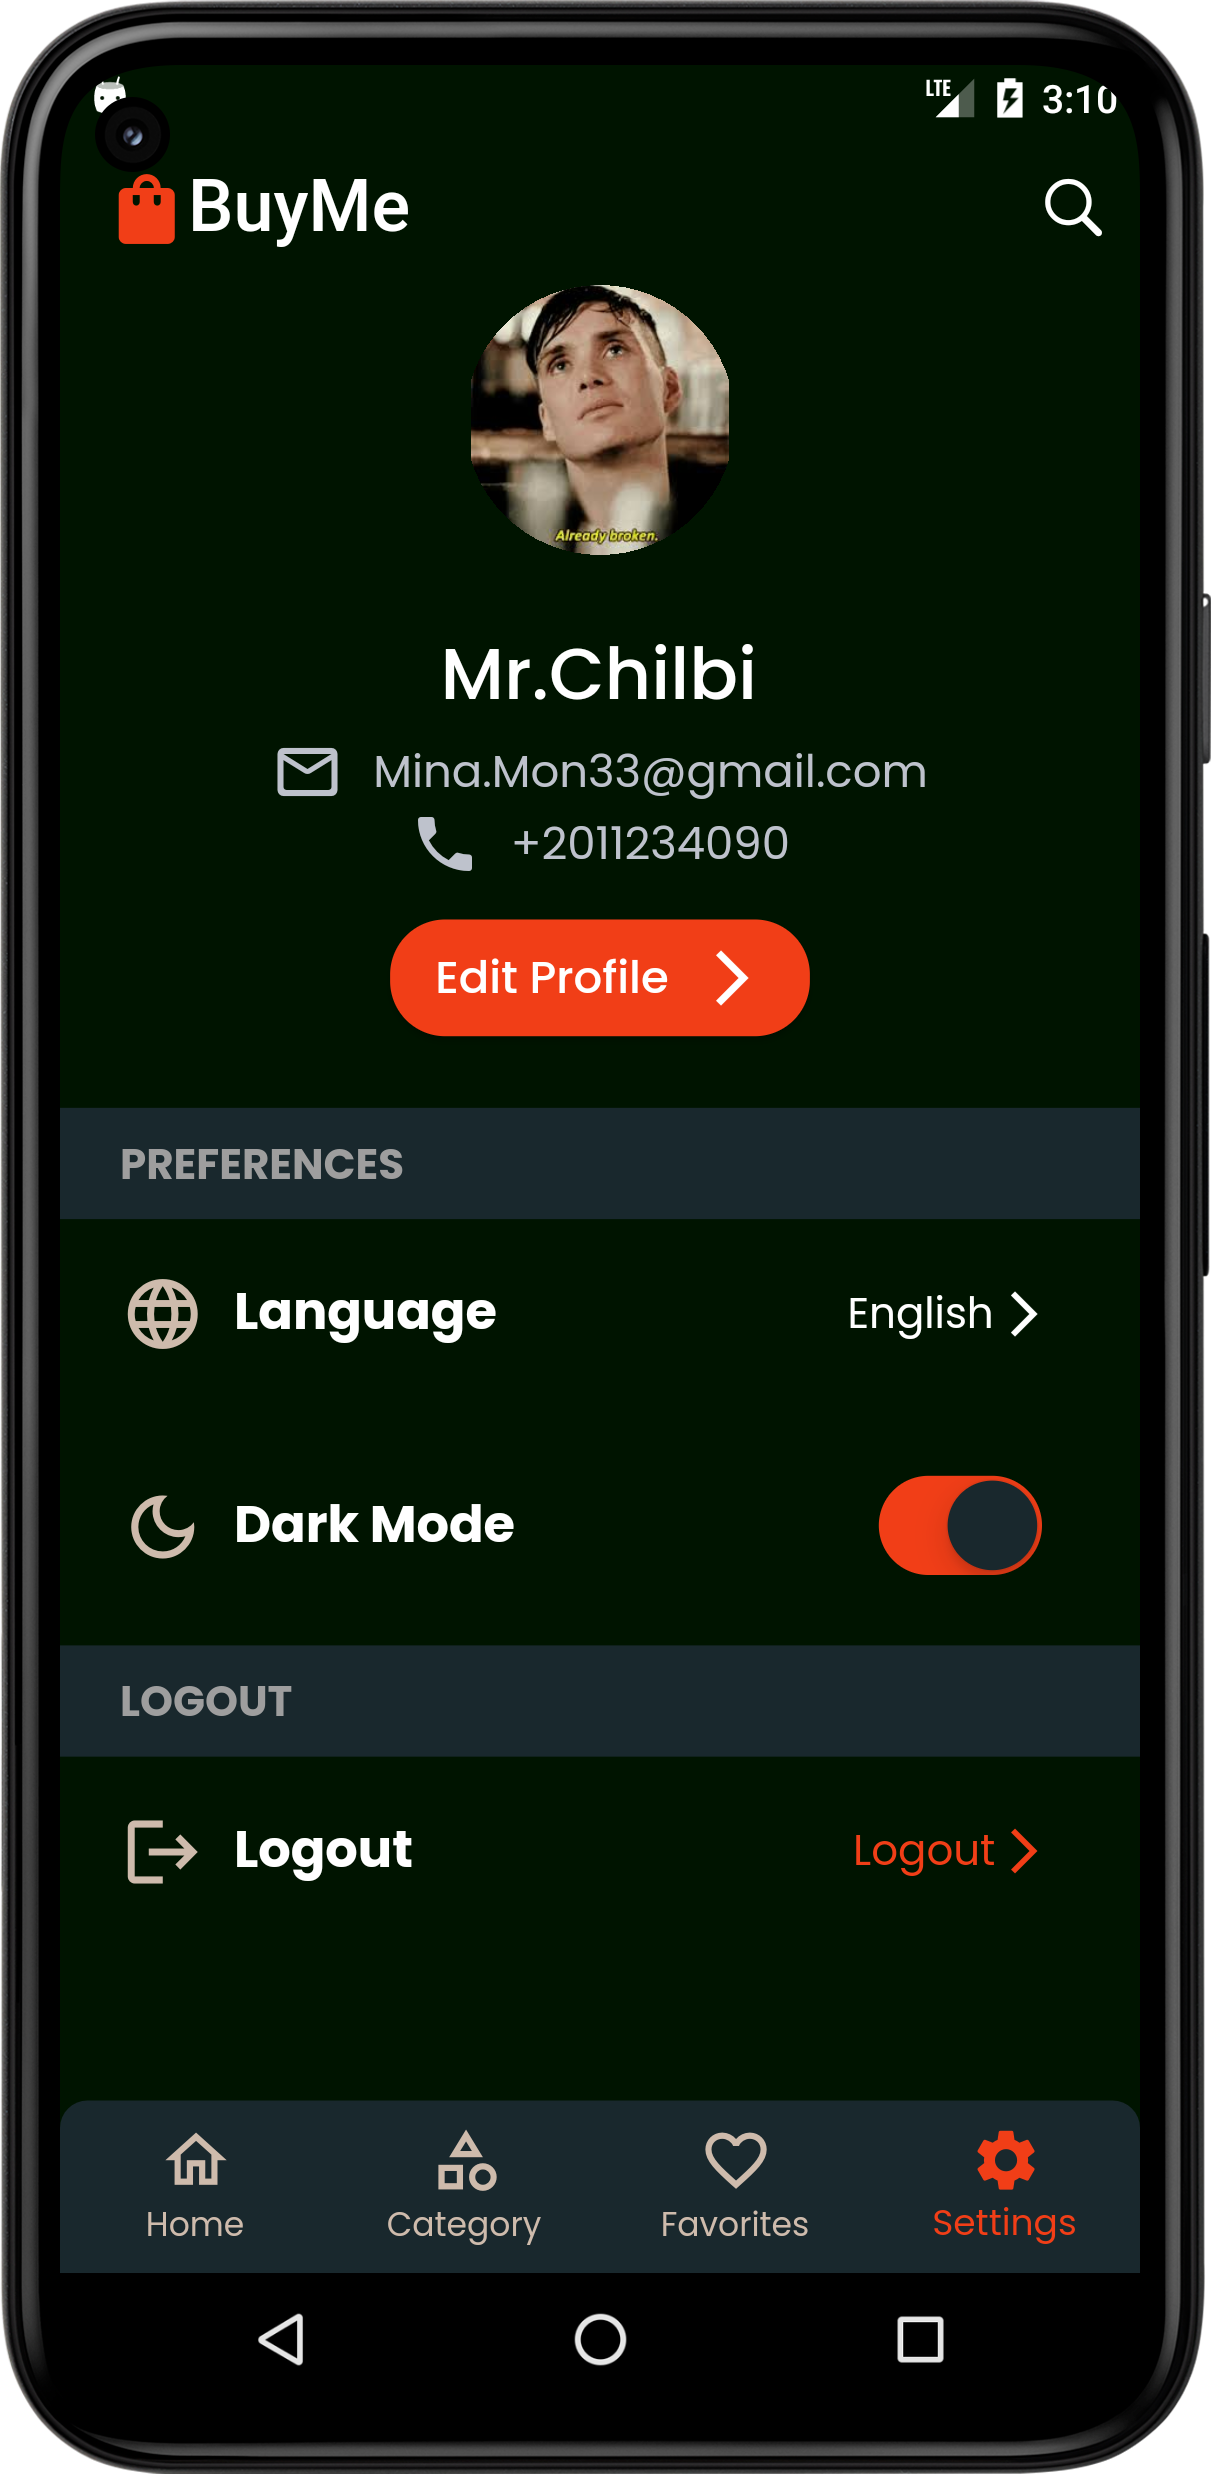 LTE 3:10
BuyMe
Already broken.
Mr.Chilbi
Mina.Mon33@gmail.com
+2011234090
Edit Profile
PREFERENCES
Language English
Dark Mode
LOGOUT
Logout Logout
Home Category Favorites Settings